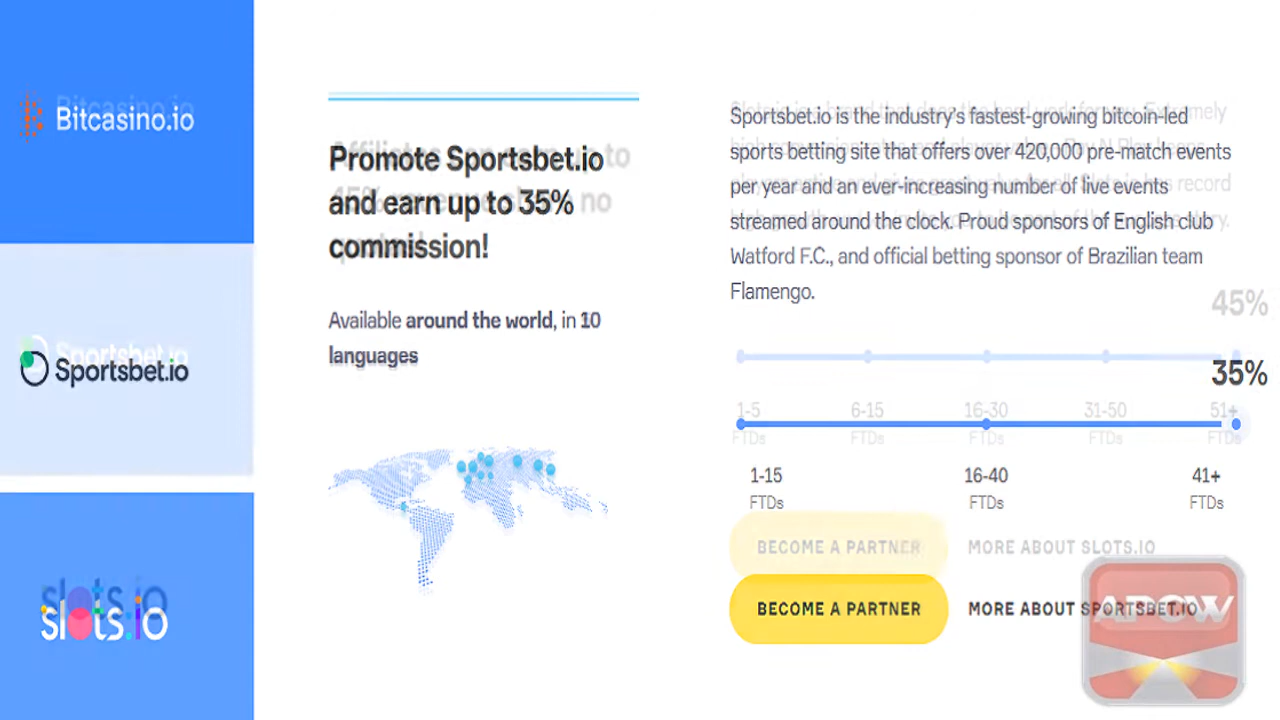 Bitcasino.io
Sportsbet.io
slots.io
Promote Sportsbet.io
and earn up to 35%
commission!
Available around the world, in 10
languages
Sportsbet.io is the industry's fastest-growing bitcoin-led
sports betting site that offers over 420,000 pre-match events
per year and an ever-increasing number of live events
streamed around the clock. Proud sponsors of English club
Watford F.C., and official betting sponsor of Brazilian team
Flamengo.
45%
35%
1-5 6-15 16-30 31-50 51+
FTDs FTDs FTDs FTDs FTDs
1-15 16-40 41+
FTDs FTDs FTDs
BECOME A PARTNER MORE ABOUT SLOTS.IO
BECOME A PARTNER MORE ABOUT SPORTSBET.IO
APOW